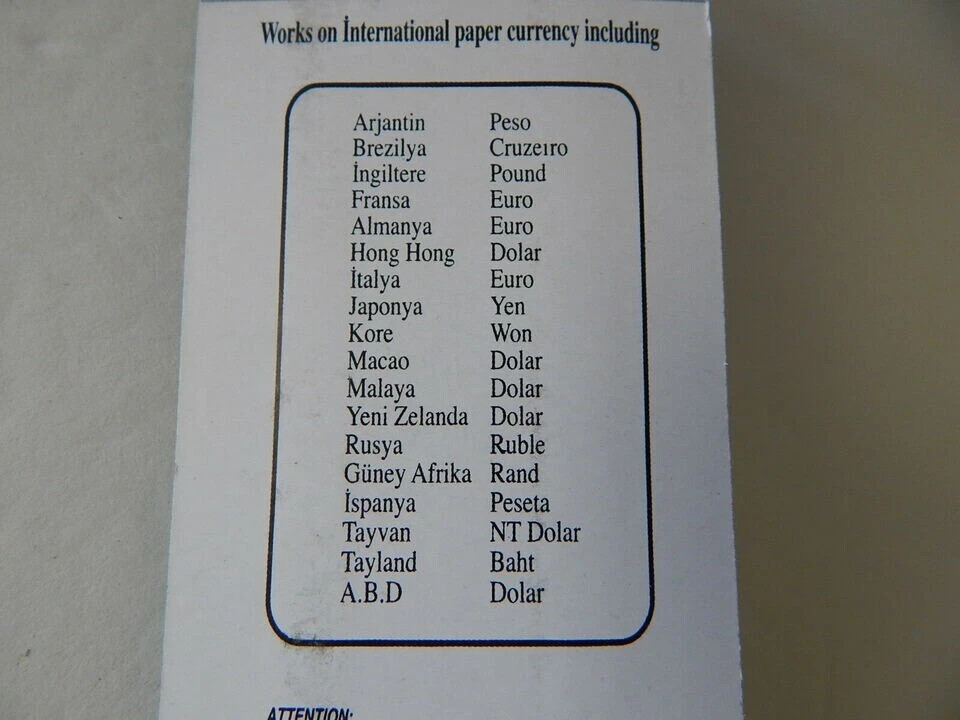 Works on İnternational paper currency including
Arjantin Peso
Brezilya Cruzeıro
İngiltere Pound
Fransa Euro
Almanya Euro
Hong Hong Dolar
İtalya Euro
Japonya Yen
Kore Won
Macao Dolar
Malaya Dolar
Yeni Zelanda Dolar
Rusya Ruble
Güney Afrika Rand
İspanya Peseta
Tayvan NT Dolar
Tayland Baht
A.B.D Dolar
ATTENTION: